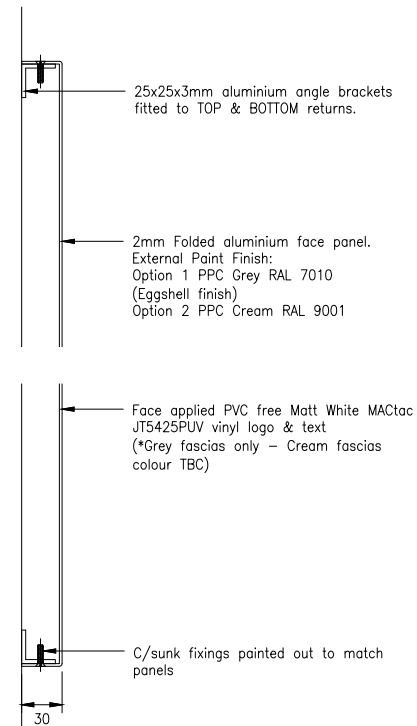 25x25x3mm aluminium angle brackets
fitted to TOP & BOTTOM returns.
2mm Folded aluminium face panel.
External Paint Finish:
Option 1 PPC Grey RAL 7010
(Eggshell finish)
Option 2 PPC Cream RAL 9001
Face applied PVC free Matt White MACtac
JT5425PUV vinyl logo & text
(*Grey fascias only – Cream fascias
colour TBC)
C/sunk fixings painted out to match
panels
30